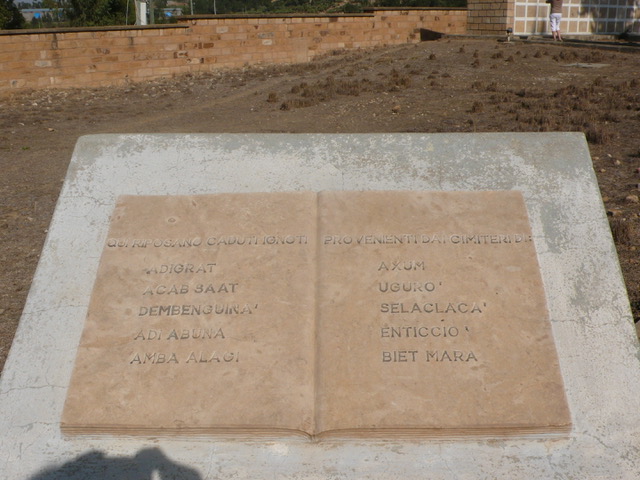 QUI RIPOSANO CADUTI IGNOTI PROVENIENTI DAI CIMITERI DI:
ADIGRAT
ACAB SAAT
DEMBENGUINA'
ADI ABUNA
AMBA ALAGI
AXUM
UGURO'
SELACLACA'
ENTICCIO'
BIET MARA